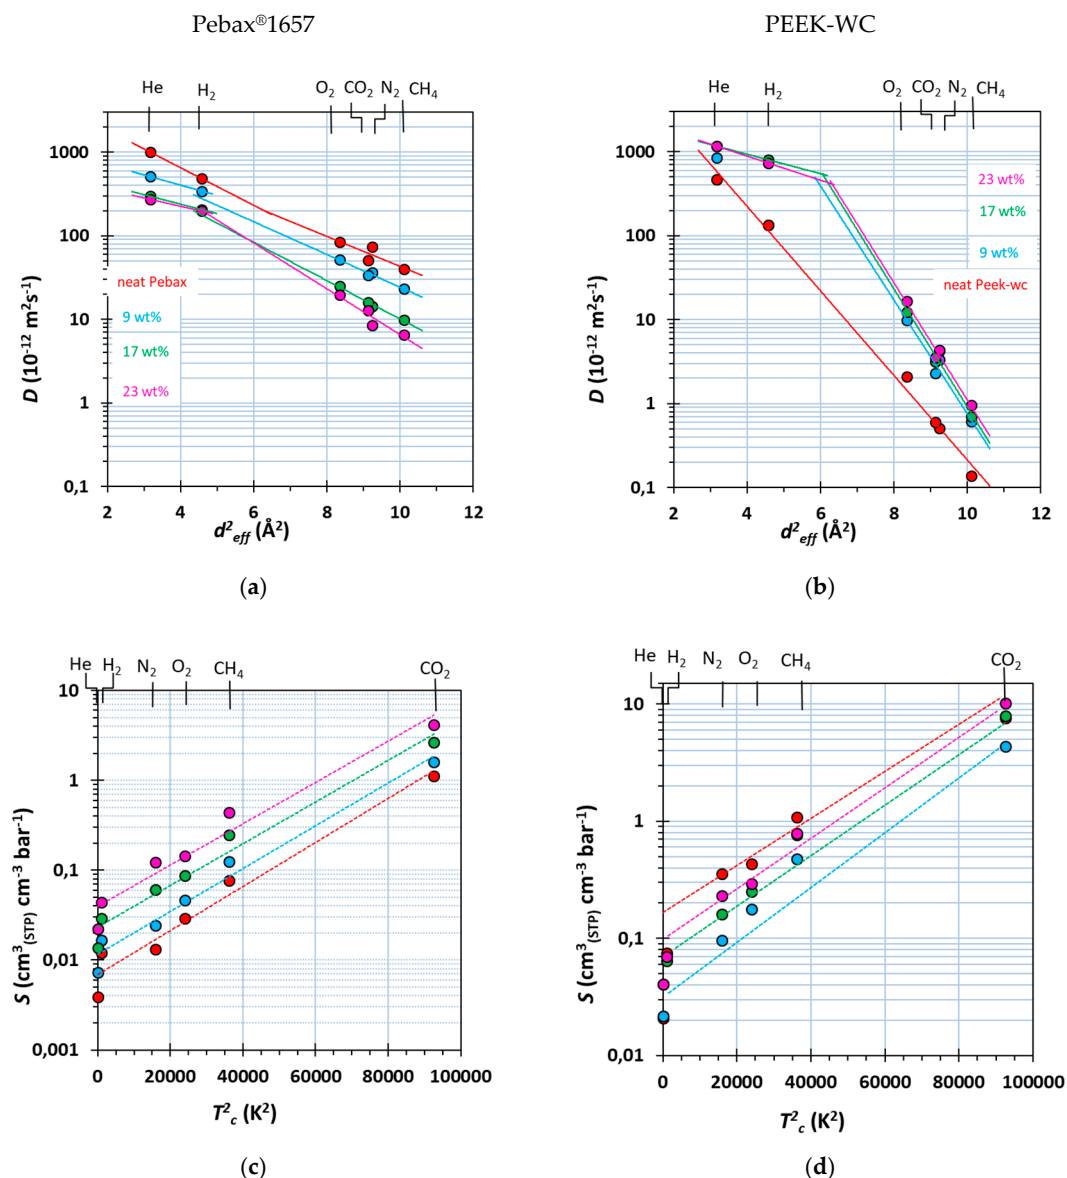 Pebax®1657 PEEK-WC
He H2 O2 CO2 N2 CH4
D (10-12 m2s-1)
1000
100
10
1
0,1
neat Pebax
9 wt%
17 wt%
23 wt%
2 4 6 8 10 12
d2eff (Å2)
(a)
He H2 O2 CO2 N2 CH4
D (10-12 m2s-1)
1000
100
10
1
0,1
23 wt%
17 wt%
9 wt%
neat Peek-wc
2 4 6 8 10 12
d2eff (Å2)
(b)
He H2 N2 O2 CH4 CO2
S (cm3(STP) cm-3 bar-1)
10
1
0,1
0,01
0,001
0 20000 40000 60000 80000 100000
T2c (K2)
(c)
He H2 N2 O2 CH4 CO2
S (cm3(STP) cm-3 bar-1)
10
1
0,1
0,01
0 20000 40000 60000 80000 100000
T2c (K2)
(d)